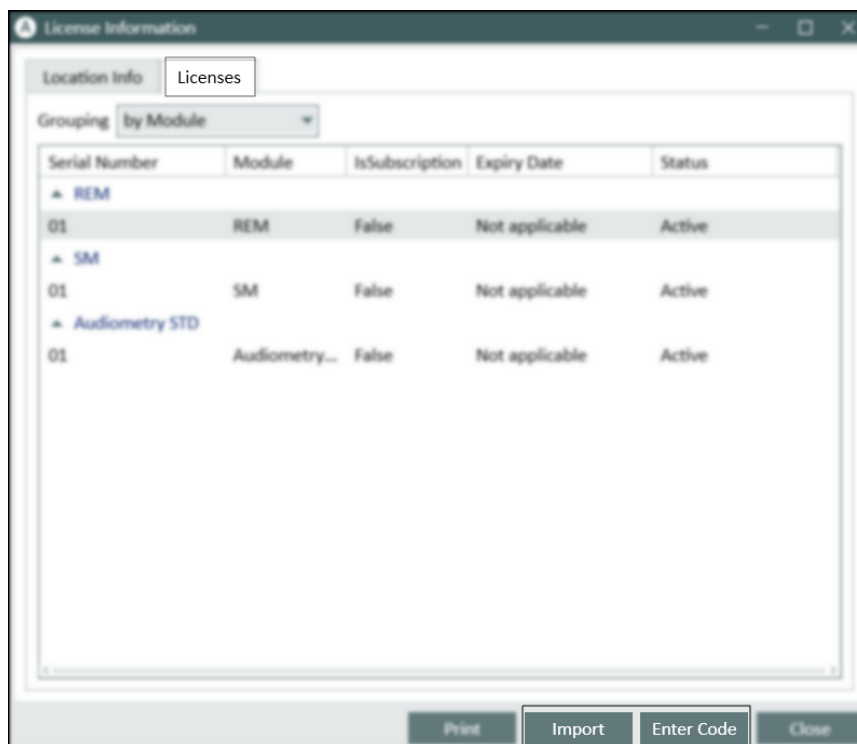 License Information
Location Info Licenses
Grouping by Module
Serial Number Module IsSubscription Expiry Date Status
REM
01 REM False Not applicable Active
SM
01 SM False Not applicable Active
Audiometry STD
01 Audiometry... False Not applicable Active
Print Import Enter Code Close